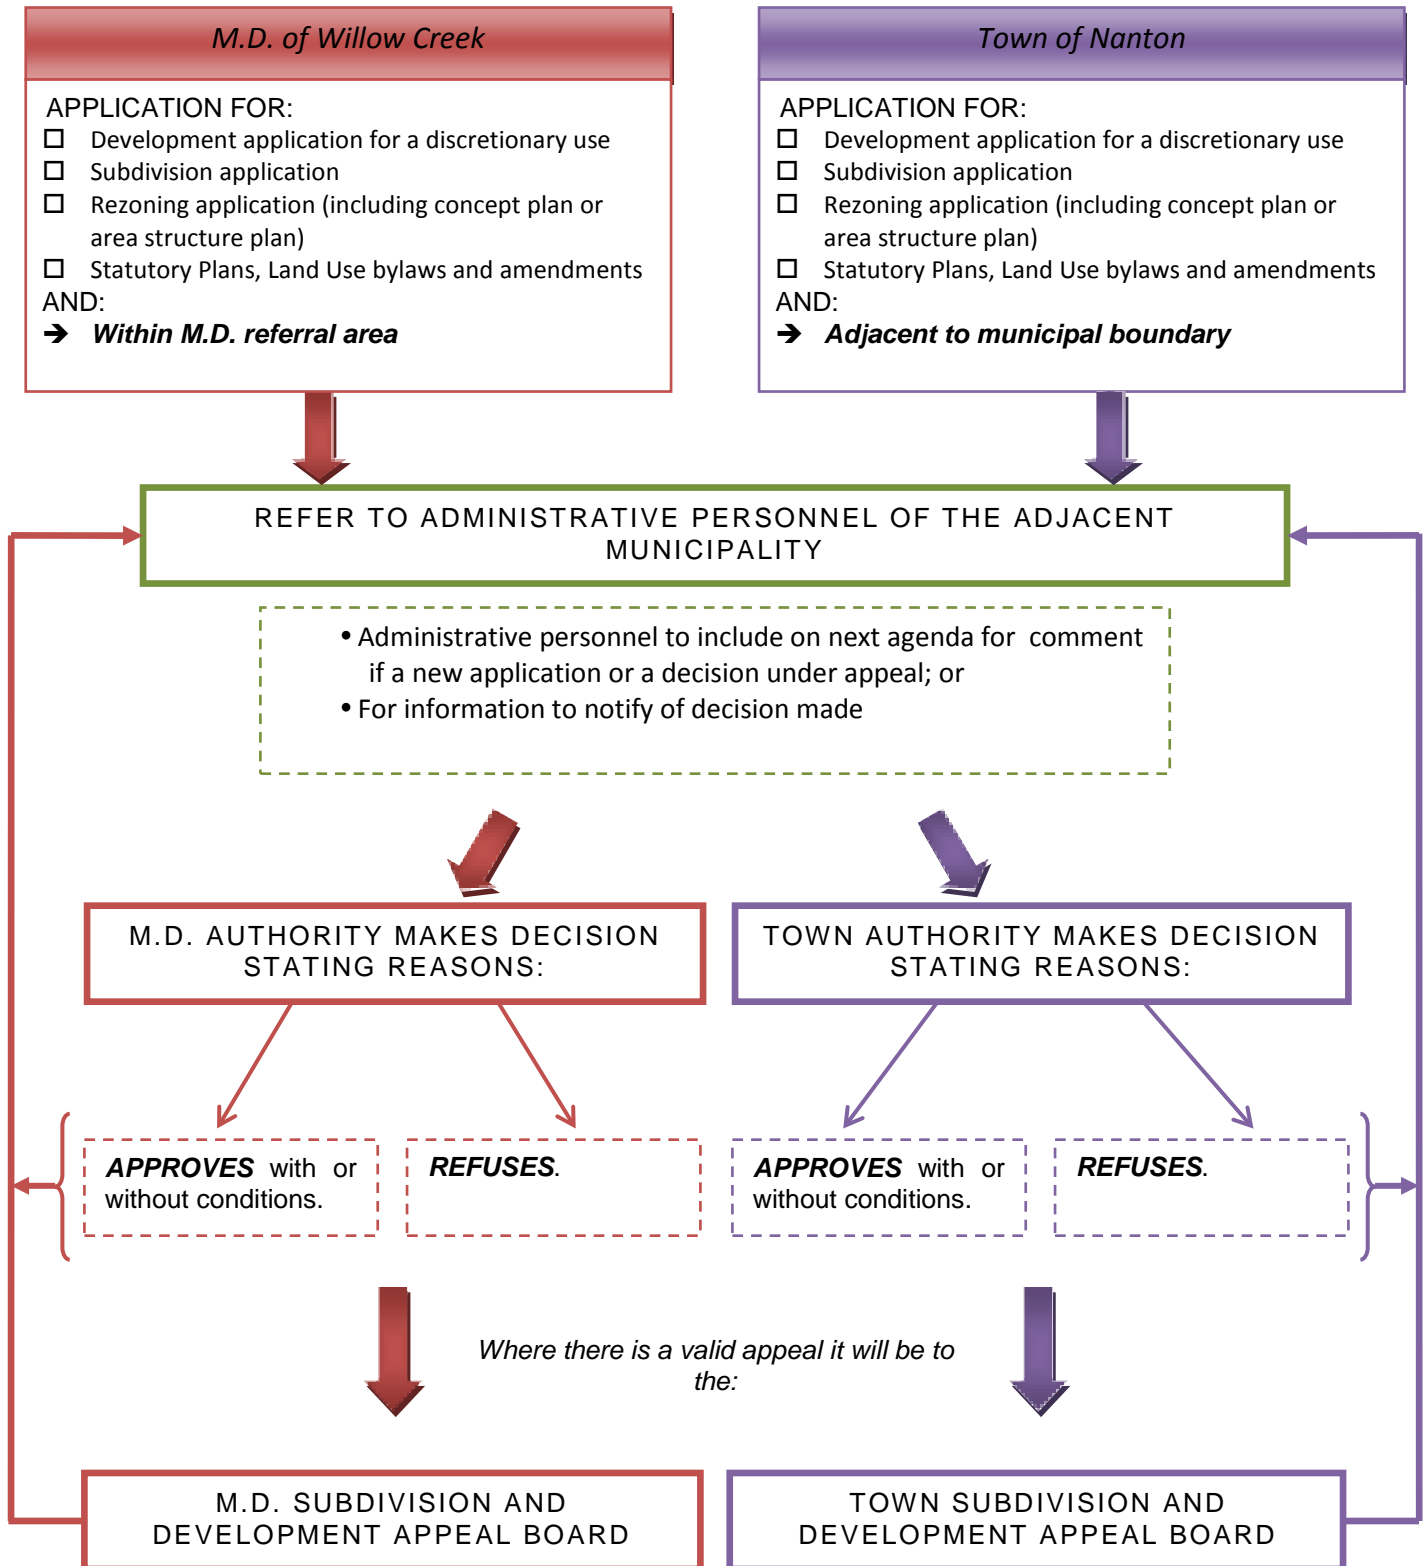 M.D. of Willow Creek
APPLICATION FOR:
☐ Development application for a discretionary use
☐ Subdivision application
☐ Rezoning application (including concept plan or
area structure plan)
☐ Statutory Plans, Land Use bylaws and amendments
AND:
➔ Within M.D. referral area
Town of Nanton
APPLICATION FOR:
☐ Development application for a discretionary use
☐ Subdivision application
☐ Rezoning application (including concept plan or
area structure plan)
☐ Statutory Plans, Land Use bylaws and amendments
AND:
➔ Adjacent to municipal boundary
REFER TO ADMINISTRATIVE PERSONNEL OF THE ADJACENT
MUNICIPALITY
• Administrative personnel to include on next agenda for comment
if a new application or a decision under appeal; or
• For information to notify of decision made
M.D. AUTHORITY MAKES DECISION
STATING REASONS:
TOWN AUTHORITY MAKES DECISION
STATING REASONS:
APPROVES with or
without conditions.
REFUSES.
APPROVES with or
without conditions.
REFUSES.
Where there is a valid appeal it will be to
the:
M.D. SUBDIVISION AND
DEVELOPMENT APPEAL BOARD
TOWN SUBDIVISION AND
DEVELOPMENT APPEAL BOARD